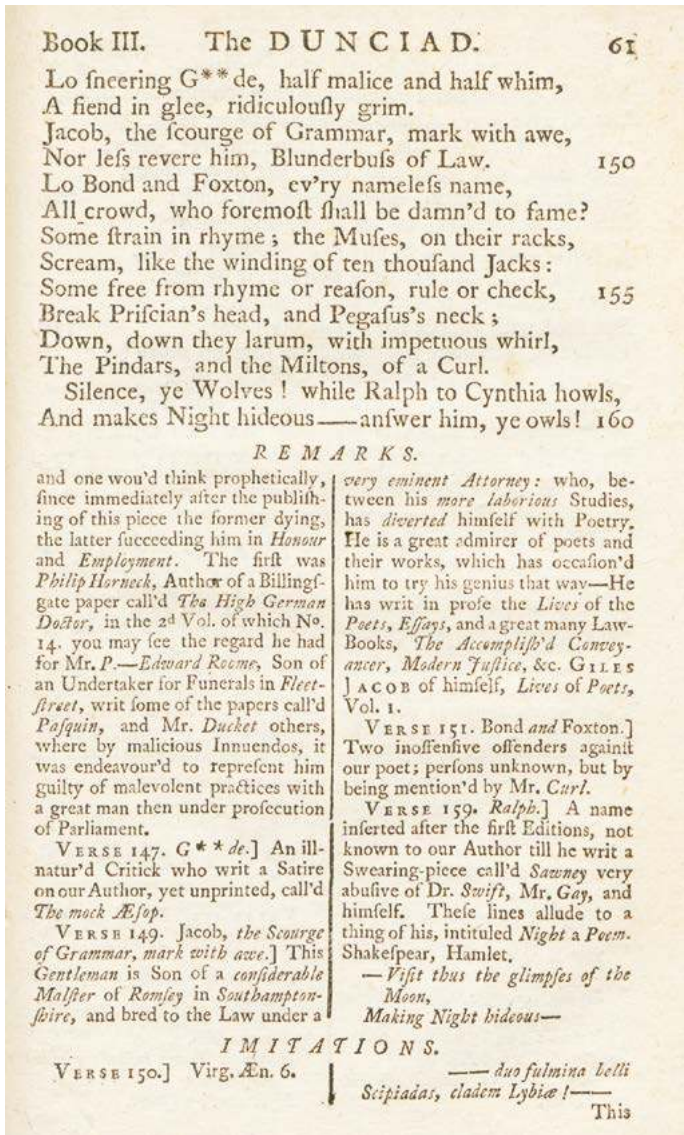 Book III. The DUNCIAD. 61
Lo ſneering G**de, half malice and half whim,
A fiend in glee, ridiculouſly grim.
Jacob, the ſcourge of Grammar, mark with awe,
Nor leſs revere him, Blunderbuſs of Law. 150
Lo Bond and Foxton, ev'ry nameleſs name,
All crowd, who foremoſt ſhall be damn'd to fame?
Some ſtrain in rhyme; the Muſes, on their racks,
Scream, like the winding of ten thouſand Jacks:
Some free from rhyme or reaſon, rule or check, 155
Break Priſcian's head, and Pegaſus's neck;
Down, down they larum, with impetuous whirl,
The Pindars, and the Miltons, of a Curl.
Silence, ye Wolves! while Ralph to Cynthia howls,
And makes Night hideous——anſwer him, ye owls! 160
REMARKS.
and one wou'd think prophetically,
ſince immediately after the publiſh-
ing of this piece the former dying,
the latter ſucceeding him in Honour
and Employment. The firſt was
Philip Horneck, Author of a Billingſ-
gate paper call'd The High German
Doctor, in the 2d Vol. of which No.
14. you may ſee the regard he had
for Mr. P.—Edward Roome, Son of
an Undertaker for Funerals in Fleet-
ſtreet, writ ſome of the papers call'd
Paſquin, and Mr. Ducket others,
where by malicious Innuendos, it
was endeavour'd to repreſent him
guilty of malevolent practices with
a great man then under proſecution
of Parliament.
VERSE 147. G**de.] An ill-
natur'd Critick who writ a Satire
on our Author, yet unprinted, call'd
The mock Æſop.
VERSE 149. Jacob, the Scourge
of Grammar, mark with awe.] This
Gentleman is Son of a conſiderable
Malſter of Romſey in Southampton-
ſhire, and bred to the Law under a
very eminent Attorney: who, be-
tween his more laborious Studies,
has diverted himſelf with Poetry.
He is a great admirer of poets and
their works, which has occaſion'd
him to try his genius that way—He
has writ in proſe the Lives of the
Poets, Eſſays, and a great many Law-
Books, The Accompliſh'd Convey-
ancer, Modern Juſtice, &c. GILES
JACOB of himſelf, Lives of Poets,
Vol. 1.
VERSE 151. Bond and Foxton.]
Two inoffenſive offenders againſt
our poet; perſons unknown, but by
being mention'd by Mr. Curl.
VERSE 159. Ralph.] A name
inſerted after the firſt Editions, not
known to our Author till he writ a
Swearing-piece call'd Sawney very
abuſive of Dr. Swift, Mr. Gay, and
himſelf. Theſe lines allude to a
thing of his, intituled Night a Poem.
Shakeſpear, Hamlet.
—Viſit thus the glimpſes of the
Moon,
Making Night hideous—
IMITATIONS.
VERSE 150.] Virg. Æn. 6.
——duo fulmina belli
Scipiadas, cladem Lybiæ!——
This